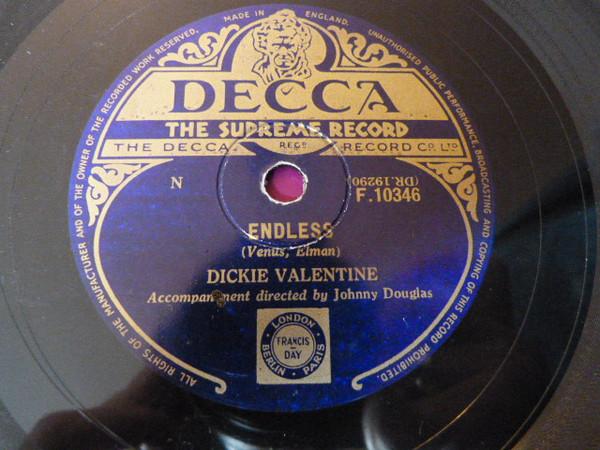 MADE IN ENGLAND.
ALL RIGHTS OF THE MANUFACTURER AND OF THE OWNER OF THE RECORDED WORK RESERVED.
UNAUTHORISED PUBLIC PERFORMANCE, BROADCASTING AND COPYING OF THIS RECORD PROHIBITED.
DECCA
THE SUPREME RECORD
THE DECCA REGD RECORD CO. LTD
N
(DR.19290)
F.10346
ENDLESS
(Venus, Elman)
DICKIE VALENTINE
Accompaniment directed by Johnny Douglas
LONDON
FRANCIS
DAY
BERLIN PARIS